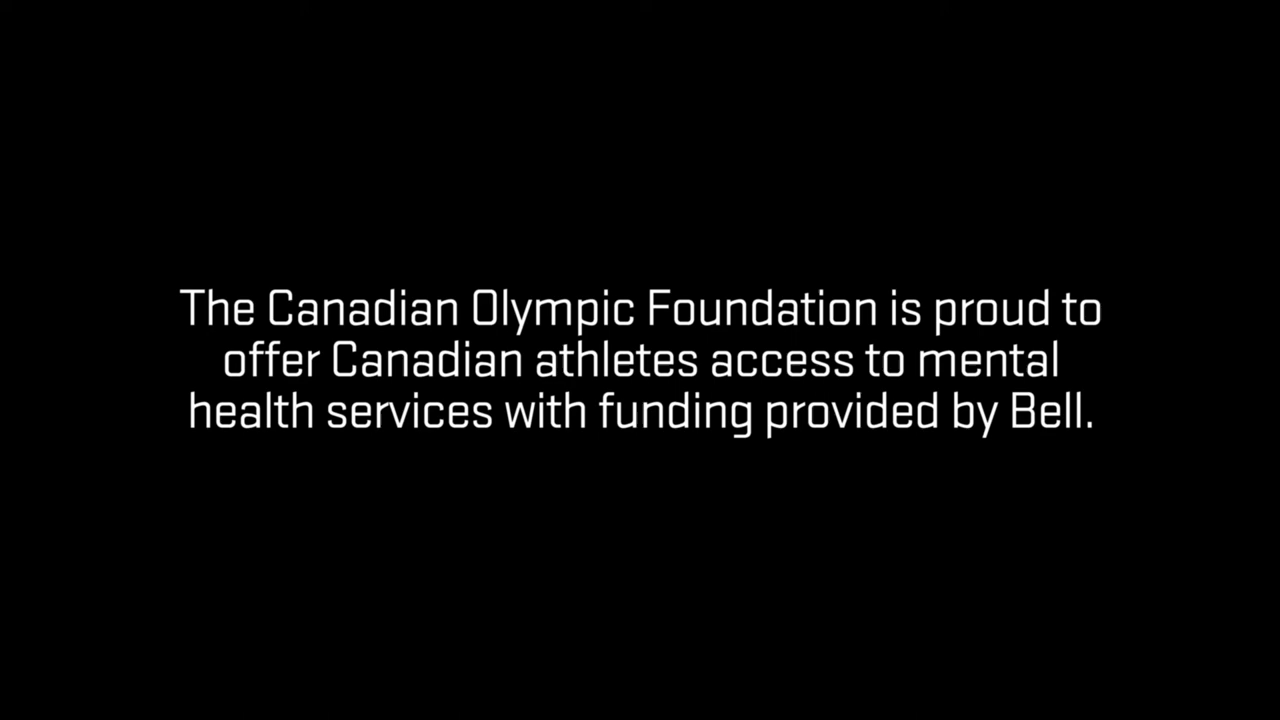 The Canadian Olympic Foundation is proud to
offer Canadian athletes access to mental
health services with funding provided by Bell.